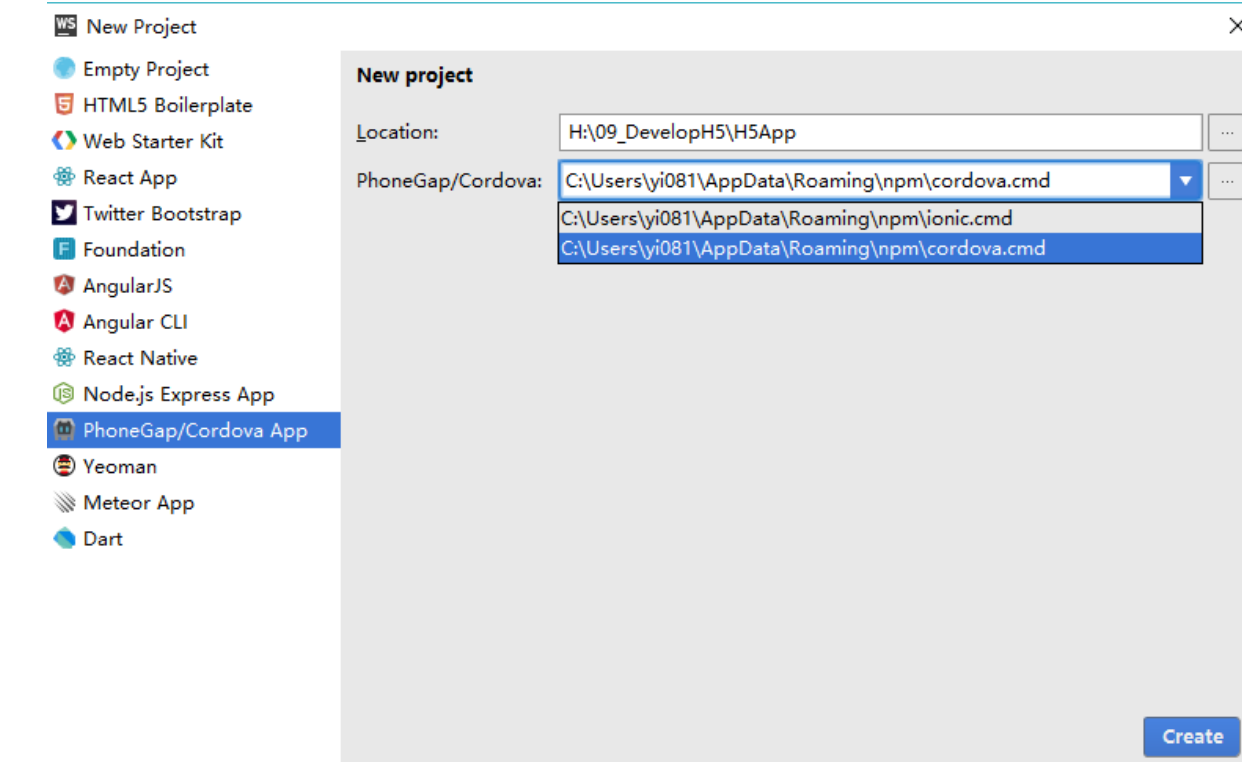 WS New Project
Empty Project
HTML5 Boilerplate
Web Starter Kit
React App
Twitter Bootstrap
Foundation
AngularJS
Angular CLI
React Native
Node.js Express App
PhoneGap/Cordova App
Yeoman
Meteor App
Dart
New project
Location: H:\09_DevelopH5\H5App ...
PhoneGap/Cordova: C:\Users\yi081\AppData\Roaming\npm\cordova.cmd ...
C:\Users\yi081\AppData\Roaming\npm\ionic.cmd
C:\Users\yi081\AppData\Roaming\npm\cordova.cmd
Create